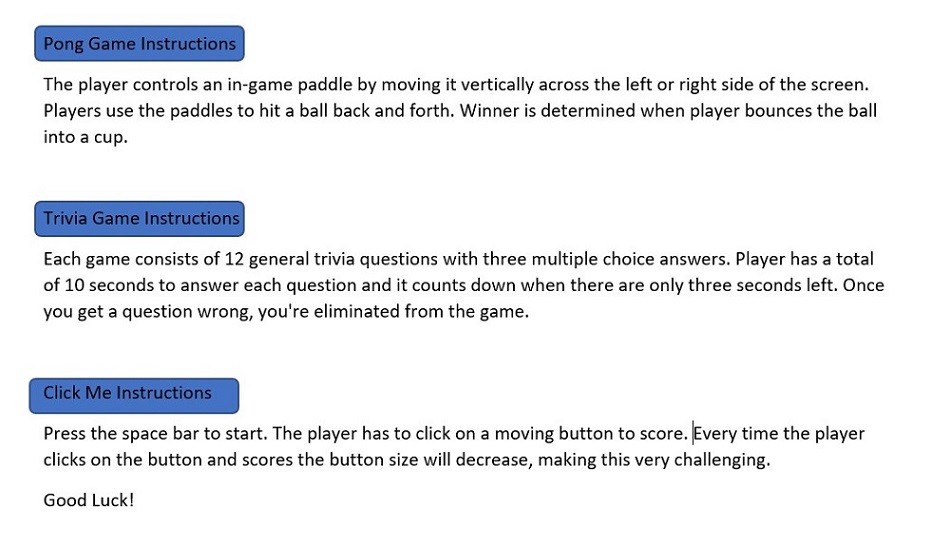 Pong Game Instructions
The player controls an in-game paddle by moving it vertically across the left or right side of the screen.
Players use the paddles to hit a ball back and forth. Winner is determined when player bounces the ball
into a cup.
Trivia Game Instructions
Each game consists of 12 general trivia questions with three multiple choice answers. Player has a total
of 10 seconds to answer each question and it counts down when there are only three seconds left. Once
you get a question wrong, you're eliminated from the game.
Click Me Instructions
Press the space bar to start. The player has to click on a moving button to score. Every time the player
clicks on the button and scores the button size will decrease, making this very challenging.
Good Luck!